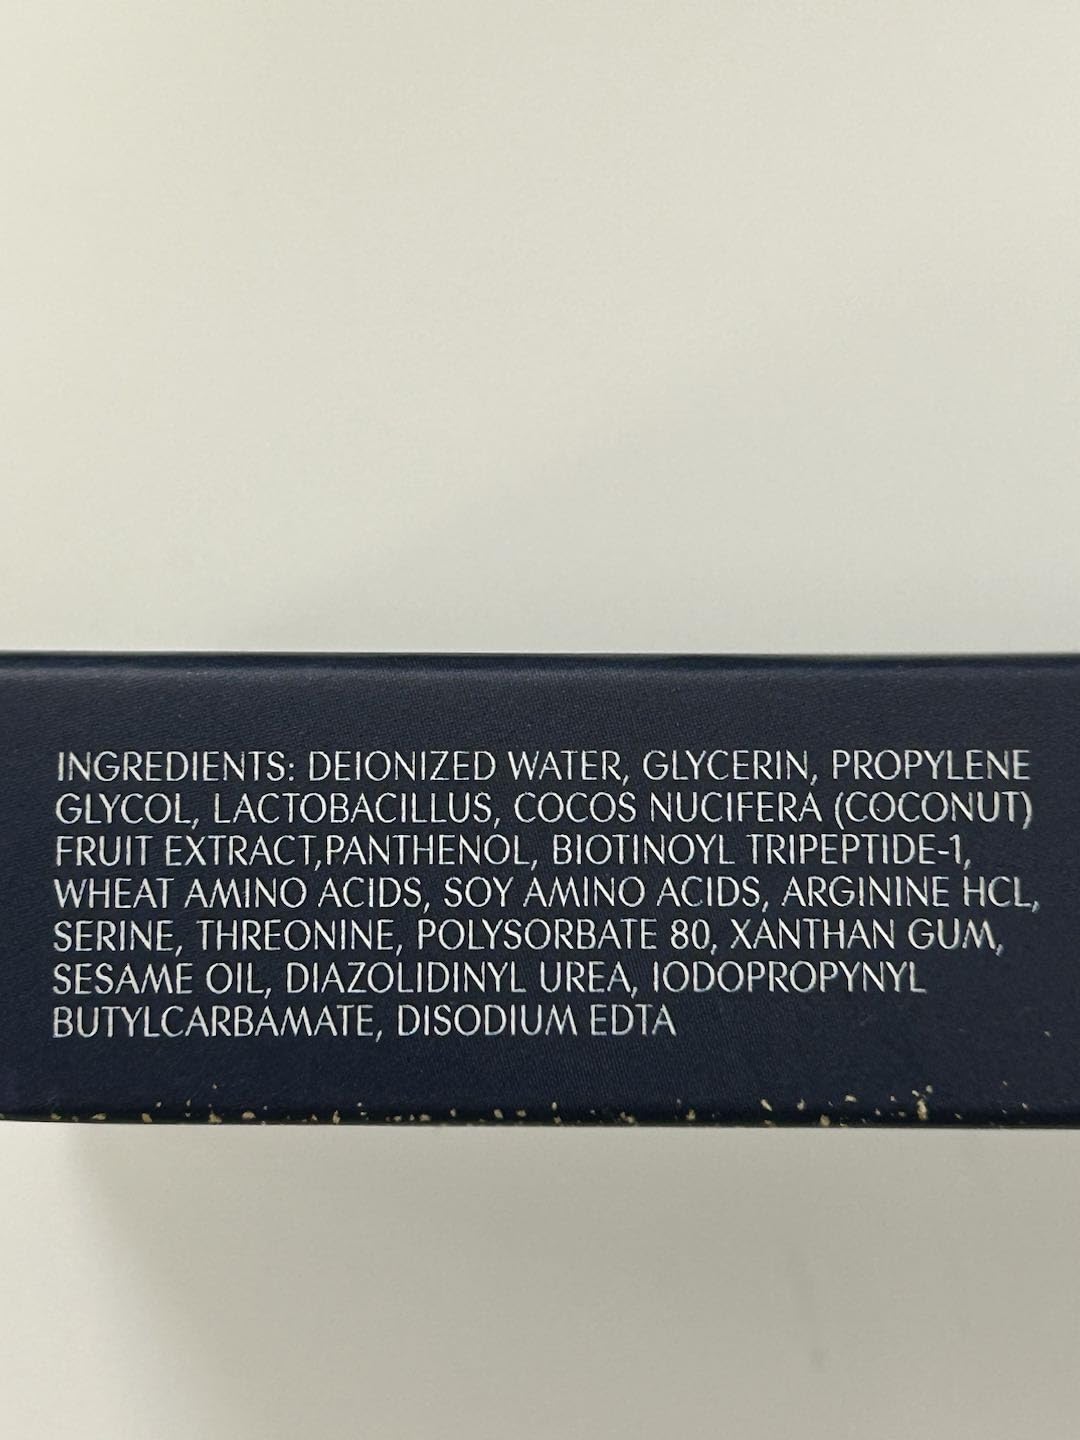 INGREDIENTS: DEIONIZED WATER, GLYCERIN, PROPYLENE
GLYCOL, LACTOBACILLUS, COCOS NUCIFERA (COCONUT)
FRUIT EXTRACT,PANTHENOL, BIOTINOYL TRIPEPTIDE-1,
WHEAT AMINO ACIDS, SOY AMINO ACIDS, ARGININE HCL,
SERINE, THREONINE, POLYSORBATE 80, XANTHAN GUM,
SESAME OIL, DIAZOLIDINYL UREA, IODOPROPYNYL
BUTYLCARBAMATE, DISODIUM EDTA